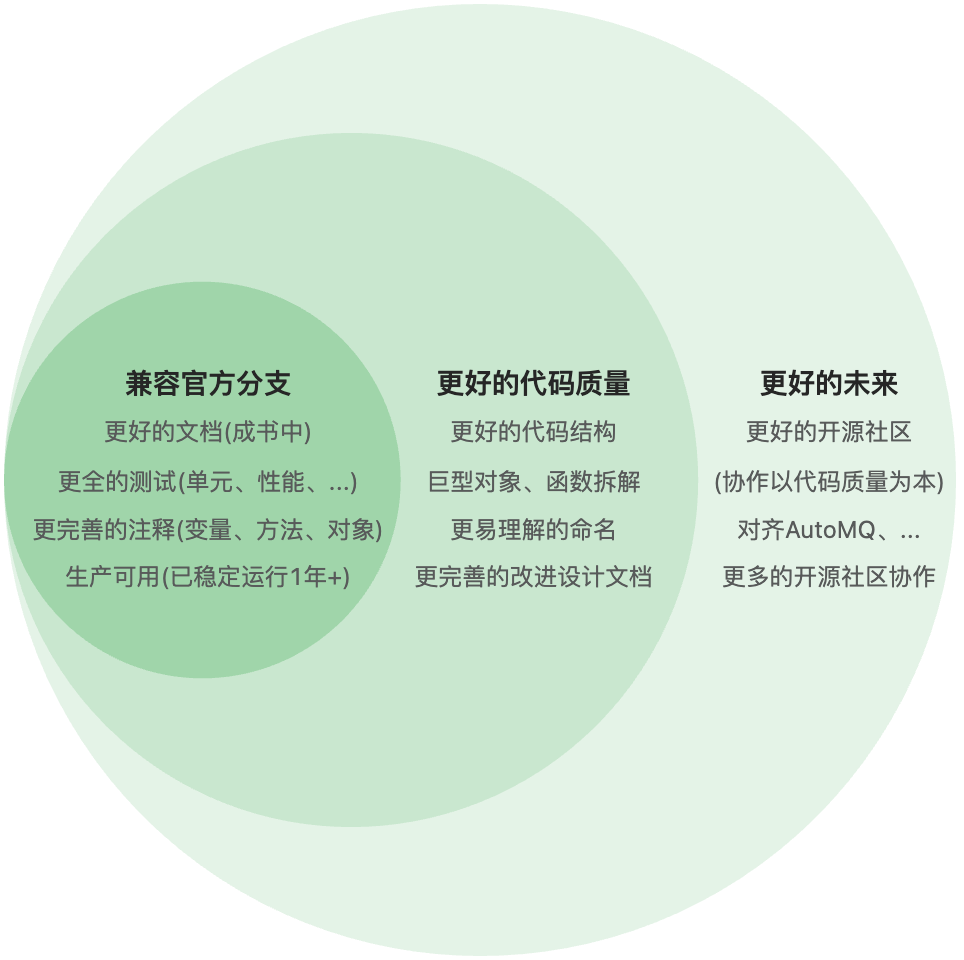 兼容官方分支
更好的文档(成书中)
更全的测试(单元、性能、...)
更完善的注释(变量、方法、对象)
生产可用(已稳定运行1年+)
更好的代码质量
更好的代码结构
巨型对象、函数拆解
更易理解的命名
更完善的改进设计文档
更好的未来
更好的开源社区
(协作以代码质量为本)
对齐AutoMQ、...
更多的开源社区协作